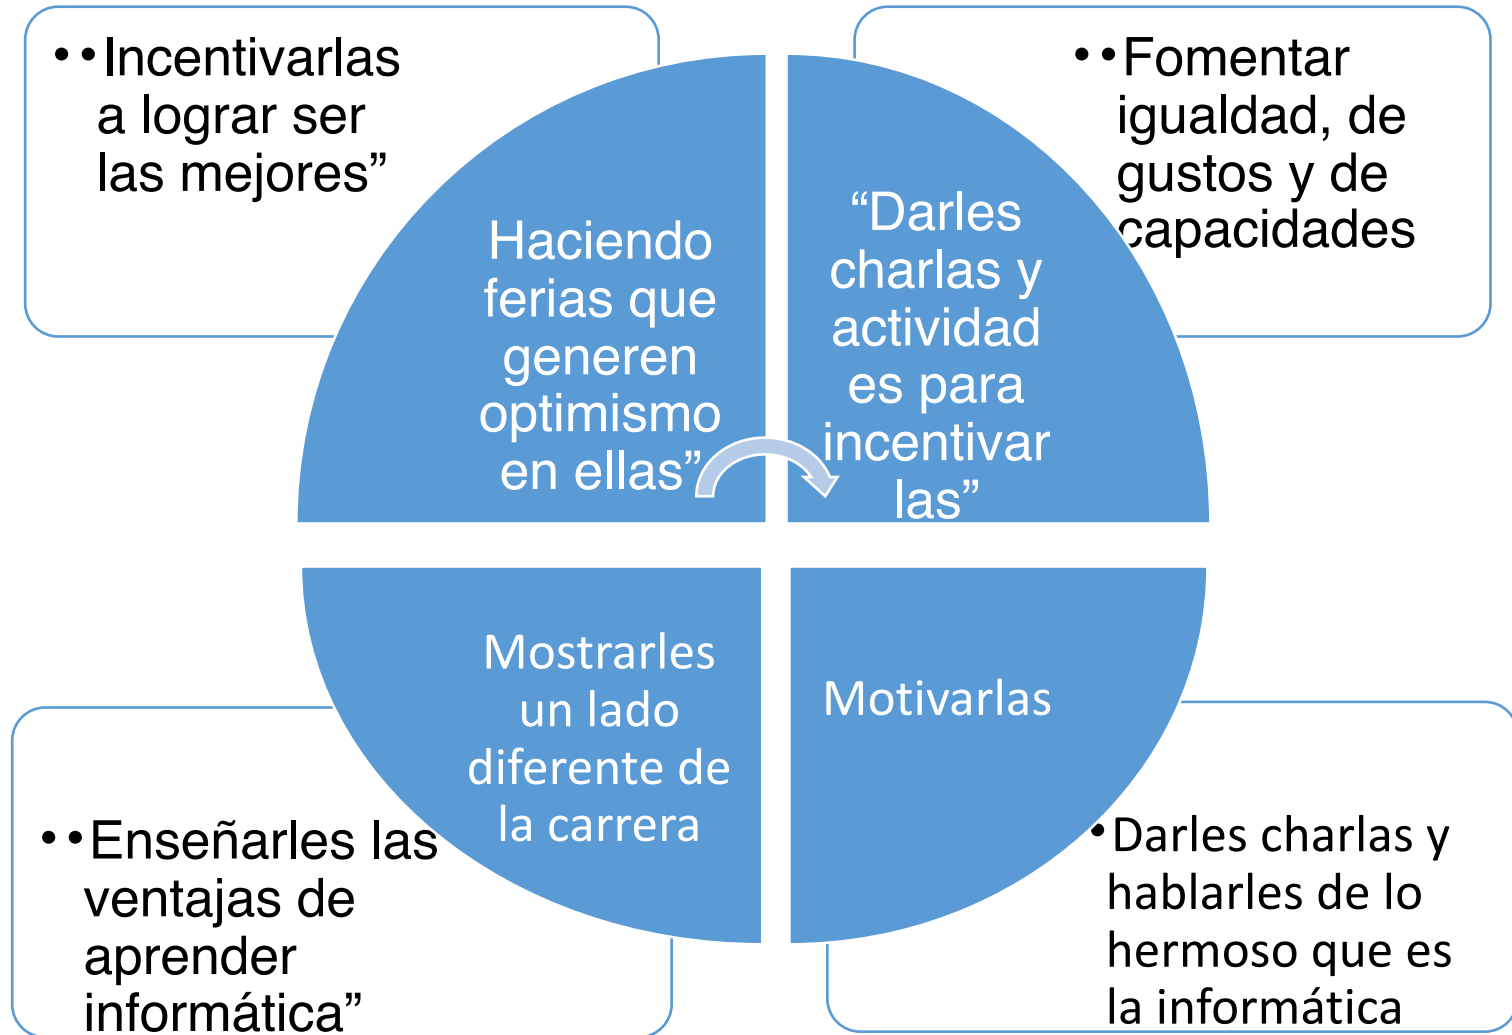 ••Incentivarlas
a lograr ser
las mejores”
••Fomentar
igualdad, de
gustos y de
capacidades
Haciendo
ferias que
generen
optimismo
en ellas”
“Darles
charlas y
actividad
es para
incentivar
las”
Mostrarles
un lado
diferente de
la carrera
Motivarlas
••Enseñarles las
ventajas de
aprender
informática”
•Darles charlas y
hablarles de lo
hermoso que es
la informática